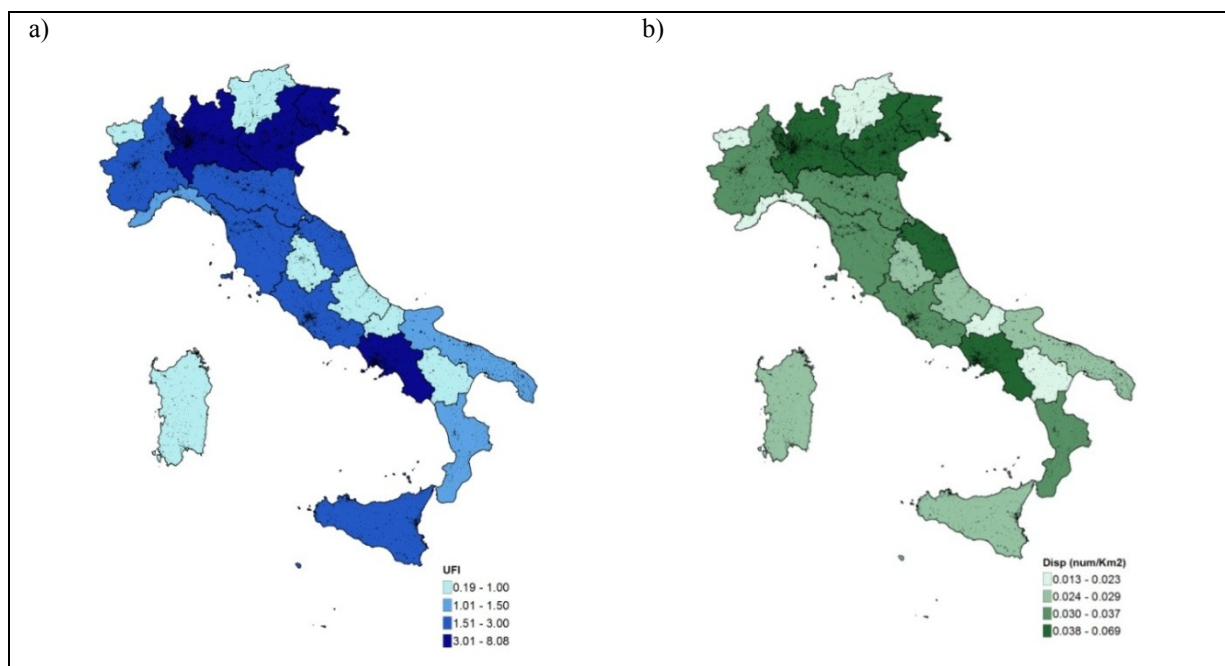 a)
b)
UFI
0.19 - 1.00
1.01 - 1.50
1.51 - 3.00
3.01 - 8.08
Disp (num/Km2)
0.013 - 0.023
0.024 - 0.029
0.030 - 0.037
0.038 - 0.069